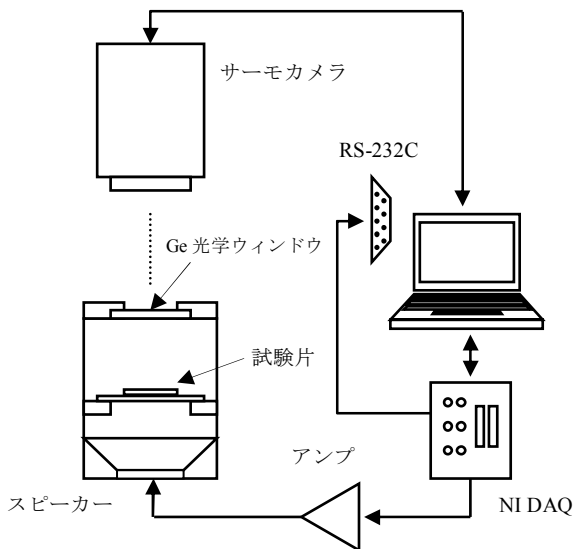 サーモカメラ
RS-232C
Ge 光学ウィンドウ
試験片
アンプ
スピーカー
NI DAQ